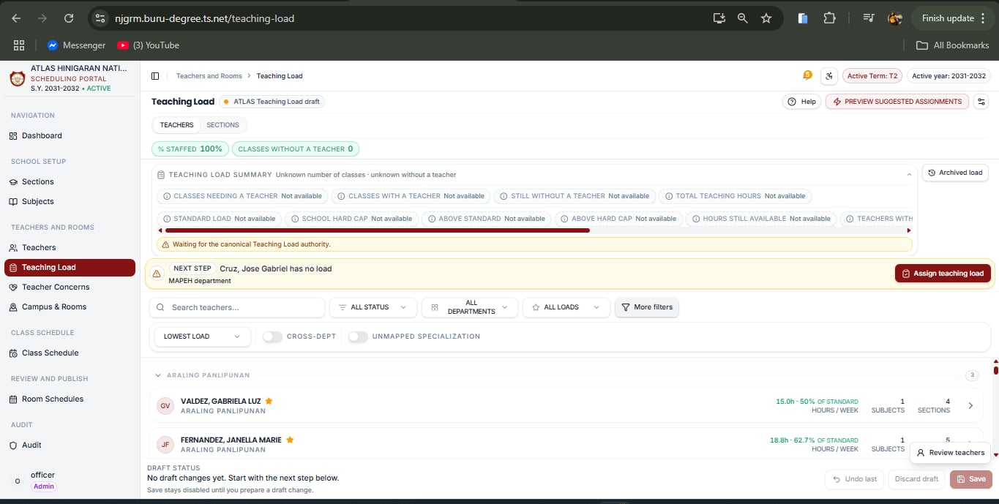 njgrm.buru-degree.ts.net/teaching-load
Finish update
Messenger
(3) YouTube
All Bookmarks
ATLAS HINIGARAN NATI...
SCHEDULING PORTAL
S.Y. 2031-2032 • ACTIVE
NAVIGATION
Dashboard
SCHOOL SETUP
Sections
Subjects
TEACHERS AND ROOMS
Teachers
Teaching Load
Teacher Concerns
Campus & Rooms
CLASS SCHEDULE
Class Schedule
REVIEW AND PUBLISH
Room Schedules
AUDIT
Audit
O
officer
Admin
Teachers and Rooms > Teaching Load
5
Active Term: T2
Active year: 2031-2032
Teaching Load
ATLAS Teaching Load draft
Help
PREVIEW SUGGESTED ASSIGNMENTS
TEACHERS
SECTIONS
% STAFFED 100%
CLASSES WITHOUT A TEACHER 0
TEACHING LOAD SUMMARY Unknown number of classes · unknown without a teacher
Archived load
CLASSES NEEDING A TEACHER Not available
CLASSES WITH A TEACHER Not available
STILL WITHOUT A TEACHER Not available
TOTAL TEACHING HOURS Not available
STANDARD LOAD Not available
SCHOOL HARD CAP Not available
ABOVE STANDARD Not available
ABOVE HARD CAP Not available
HOURS STILL AVAILABLE Not available
TEACHERS WITH
Waiting for the canonical Teaching Load authority.
NEXT STEP Cruz, Jose Gabriel has no load
MAPEH department
Assign teaching load
Search teachers...
ALL STATUS
ALL
DEPARTMENTS
ALL LOADS
More filters
LOWEST LOAD
CROSS-DEPT
UNMAPPED SPECIALIZATION
ARALING PANLIPUNAN
3
GV
VALDEZ, GABRIELA LUZ
ARALING PANLIPUNAN
15.0h · 50% OF STANDARD
HOURS / WEEK
1
SUBJECTS
4
SECTIONS
JF
FERNANDEZ, JANELLA MARIE
ARALING PANLIPUNAN
18.8h · 62.7% OF STANDARD
HOURS / WEEK
1
SUBJECTS
5
Review teachers
DRAFT STATUS
No draft changes yet. Start with the next step below.
Save stays disabled until you prepare a draft change.
Undo last
Discard draft
Save